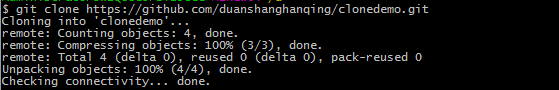 $ git clone https://github.com/duanshanghanqing/clonedemo.git
Cloning into 'clonedemo'...
remote: Counting objects: 4, done.
remote: Compressing objects: 100% (3/3), done.
remote: Total 4 (delta 0), reused 0 (delta 0), pack-reused 0
Unpacking objects: 100% (4/4), done.
Checking connectivity... done.